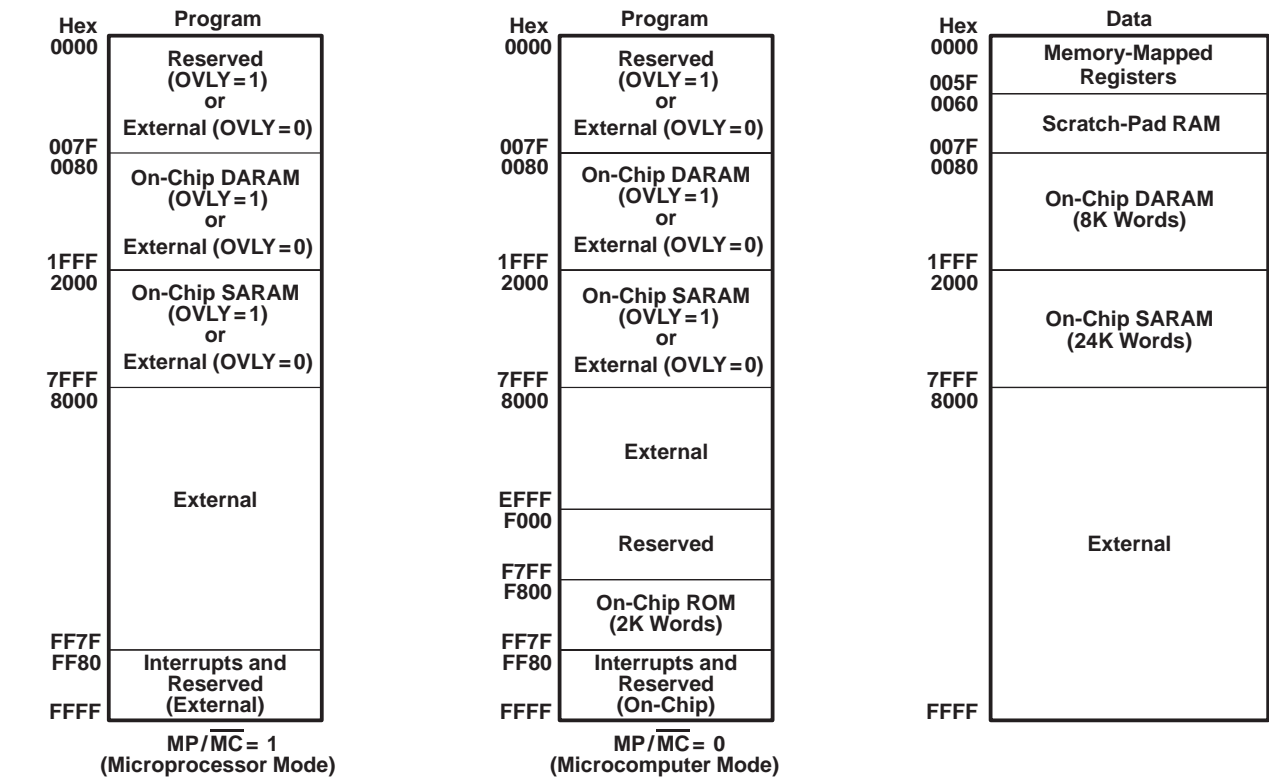 Hex
Program
0000
Reserved
(OVLY = 1)
or
External (OVLY = 0)
007F
0080
On-Chip DARAM
(OVLY = 1)
or
External (OVLY = 0)
1FFF
2000
On-Chip SARAM
(OVLY = 1)
or
External (OVLY = 0)
7FFF
8000
External
FF7F
FF80
Interrupts and
Reserved
(External)
FFFF
MP/MC = 1
(Microprocessor Mode)
Hex
Program
0000
Reserved
(OVLY = 1)
or
External (OVLY = 0)
007F
0080
On-Chip DARAM
(OVLY = 1)
or
External (OVLY = 0)
1FFF
2000
On-Chip SARAM
(OVLY = 1)
or
External (OVLY = 0)
7FFF
8000
External
EFFF
F000
Reserved
F7FF
F800
On-Chip ROM
(2K Words)
FF7F
FF80
Interrupts and
Reserved
(On-Chip)
FFFF
MP/MC = 0
(Microcomputer Mode)
Hex
Data
0000
Memory-Mapped
Registers
005F
0060
Scratch-Pad RAM
007F
0080
On-Chip DARAM
(8K Words)
1FFF
2000
On-Chip SARAM
(24K Words)
7FFF
8000
External
FFFF